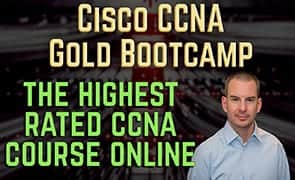 Cisco CCNA
Gold Bootcamp
THE HIGHEST
RATED CCNA
COURSE ONLINE